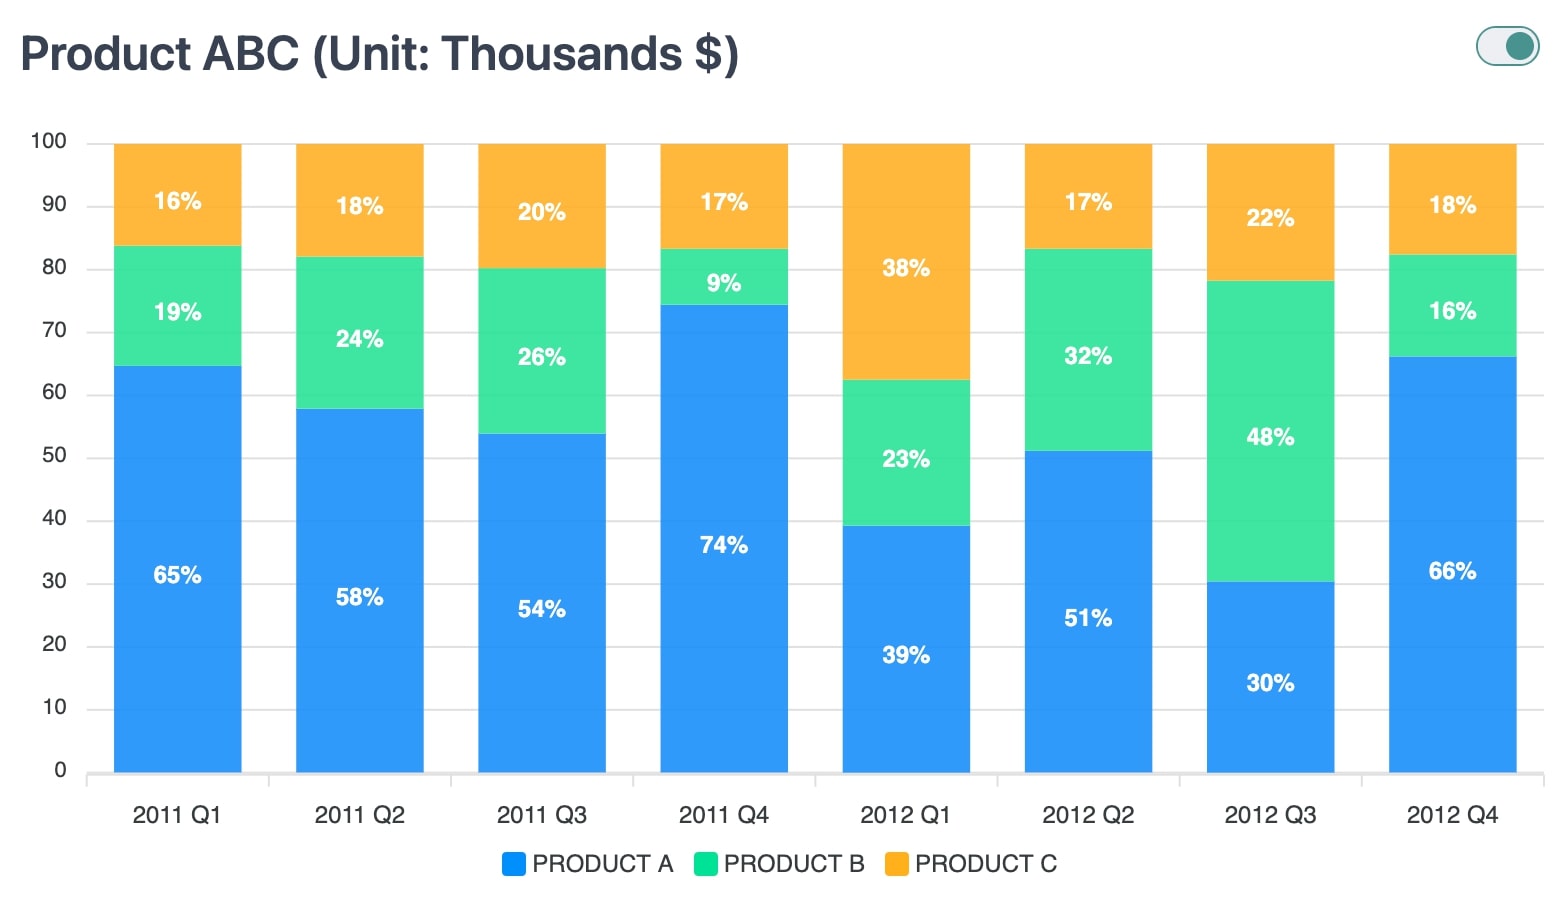 Product ABC (Unit: Thousands $)
100
90
80
70
60
50
40
30
20
10
0
16% 18% 20% 17% 38% 17% 22% 18%
19% 24% 26% 9% 23% 32% 48% 16%
65% 58% 54% 74% 39% 51% 30% 66%
2011 Q1 2011 Q2 2011 Q3 2011 Q4 2012 Q1 2012 Q2 2012 Q3 2012 Q4
PRODUCT A PRODUCT B PRODUCT C